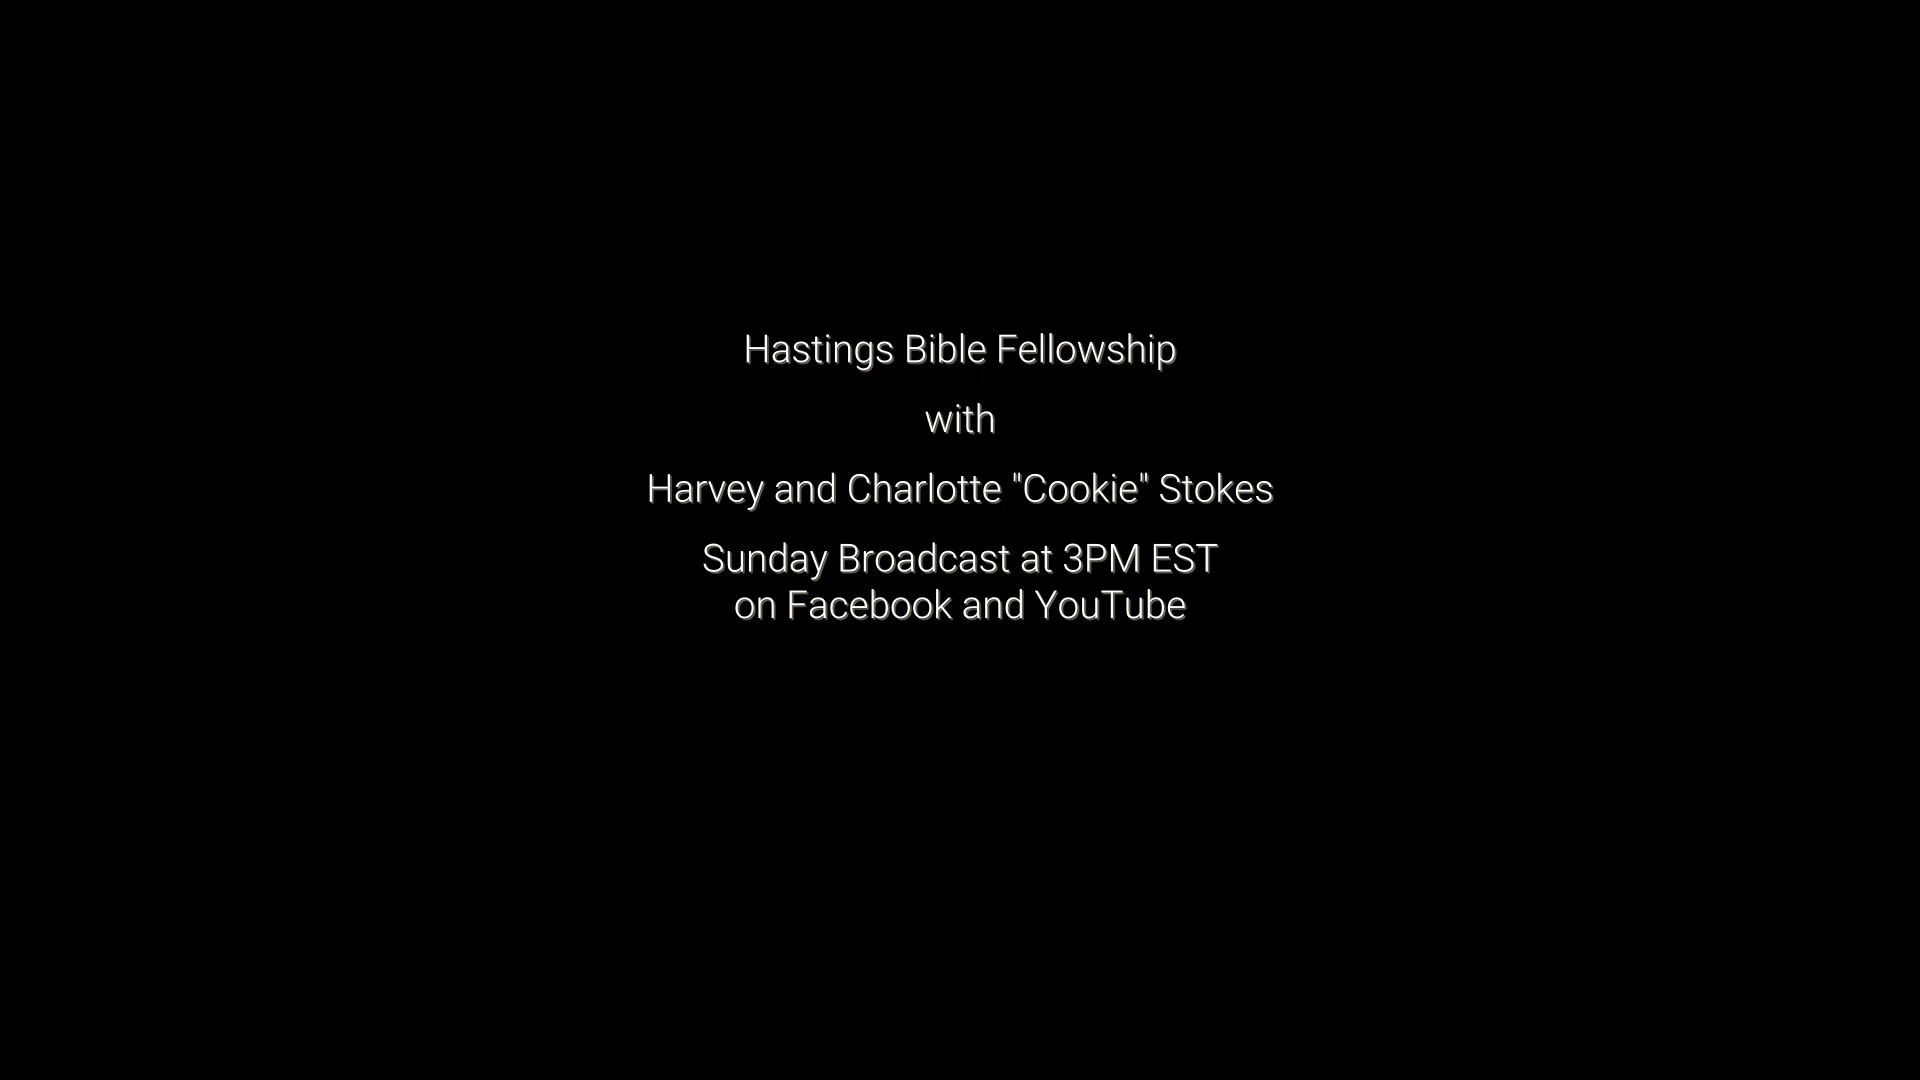 Hastings Bible Fellowship
with
Harvey and Charlotte "Cookie" Stokes
Sunday Broadcast at 3PM EST
on Facebook and YouTube